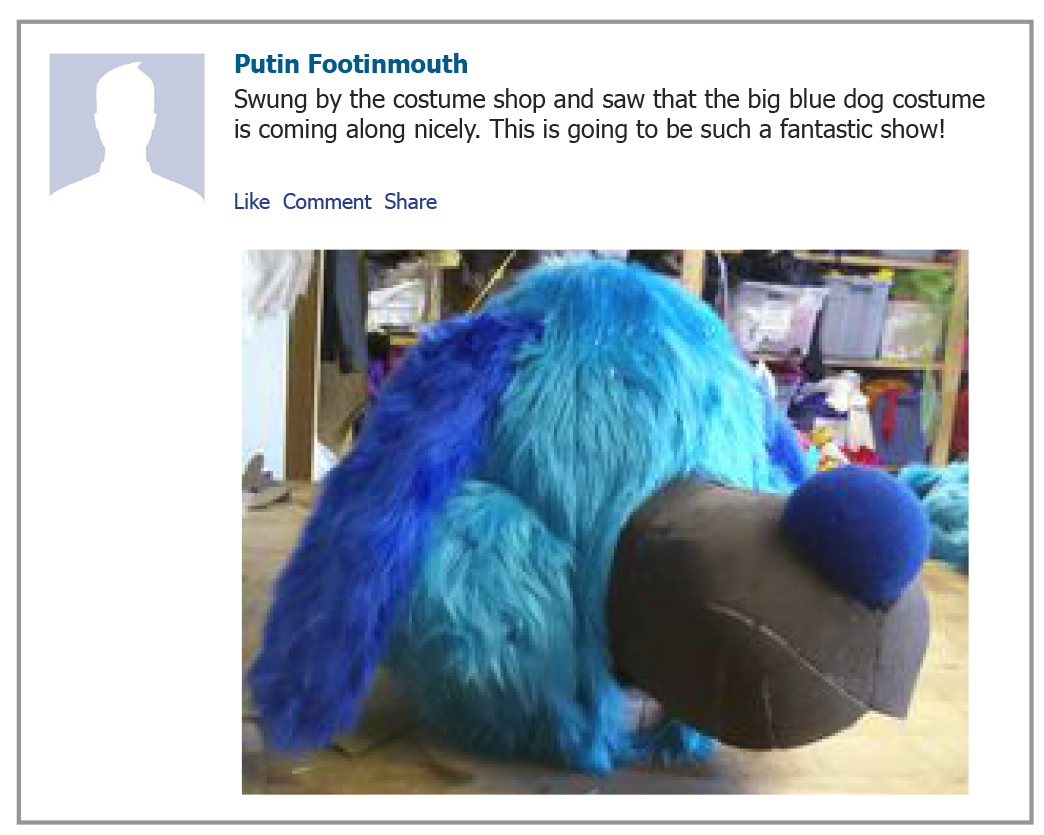 Putin Footinmouth
Swung by the costume shop and saw that the big blue dog costume
is coming along nicely. This is going to be such a fantastic show!
Like Comment Share